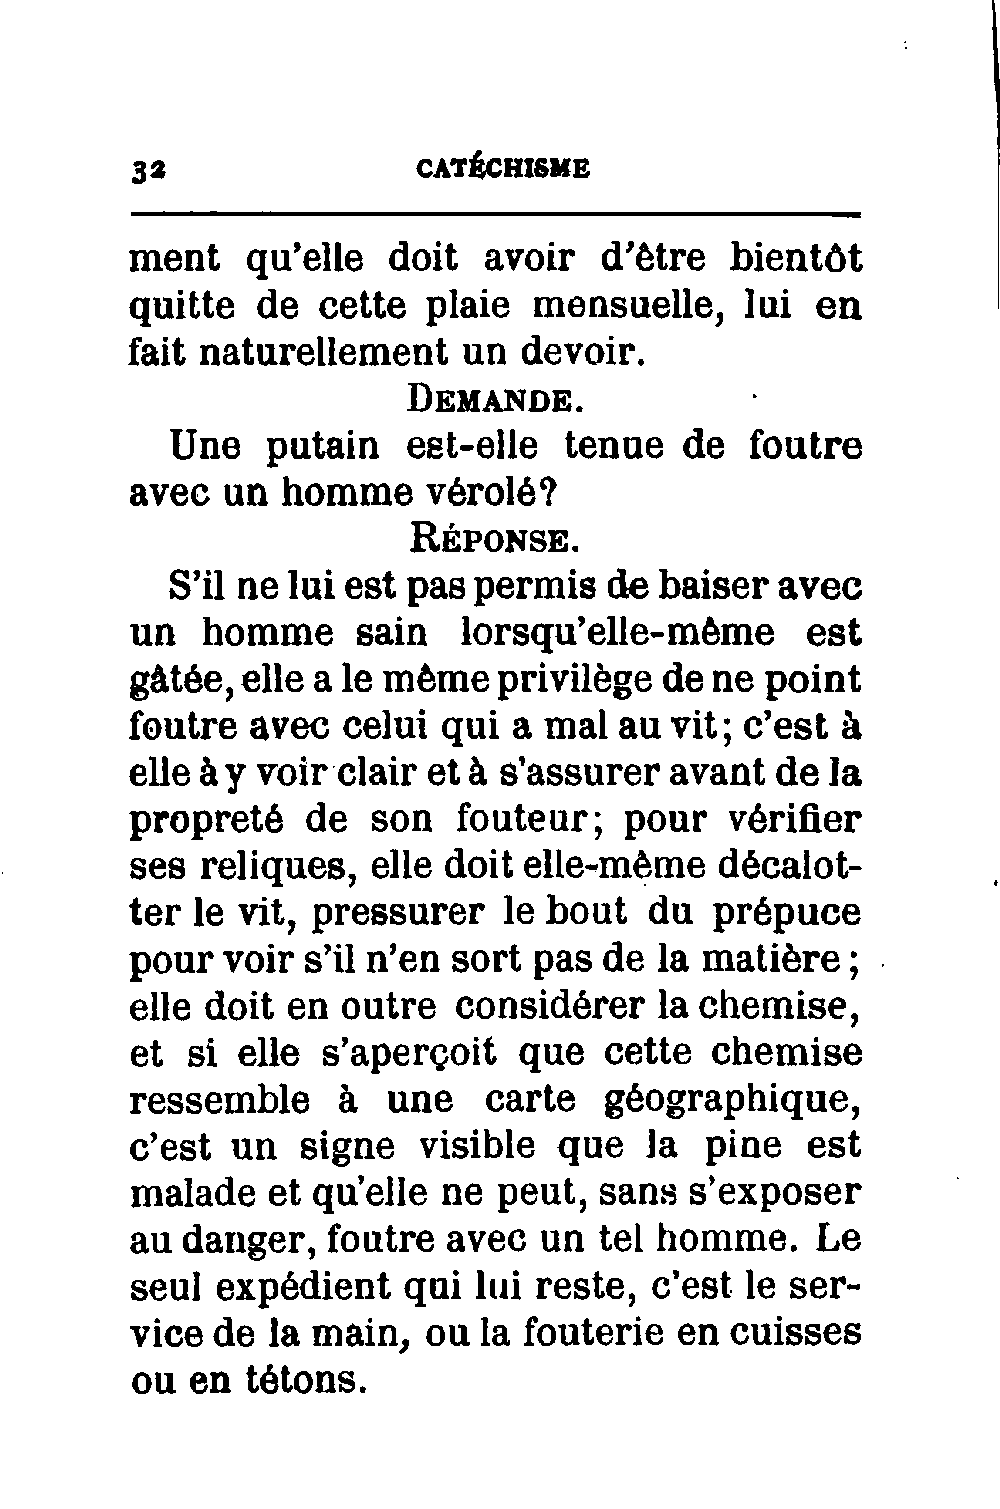 32 CATÉCHISME
ment qu'elle doit avoir d'être bientôt
quitte de cette plaie mensuelle, lui en
fait naturellement un devoir.
DEMANDE.
Une putain est-elle tenue de foutre
avec un homme vérolé?
RÉPONSE.
S'il ne lui est pas permis de baiser avec
un homme sain lorsqu'elle-même est
gâtée, elle a le même privilège de ne point
foutre avec celui qui a mal au vit; c'est à
elle à y voir clair et à s'assurer avant de la
propreté de son fouteur; pour vérifier
ses reliques, elle doit elle-même décalot-
ter le vit, pressurer le bout du prépuce
pour voir s'il n'en sort pas de la matière;
elle doit en outre considérer la chemise,
et si elle s'aperçoit que cette chemise
ressemble à une carte géographique,
c'est un signe visible que la pine est
malade et qu'elle ne peut, sans s'exposer
au danger, foutre avec un tel homme. Le
seul expédient qui lui reste, c'est le ser-
vice de la main, ou la fouterie en cuisses
ou en tétons.